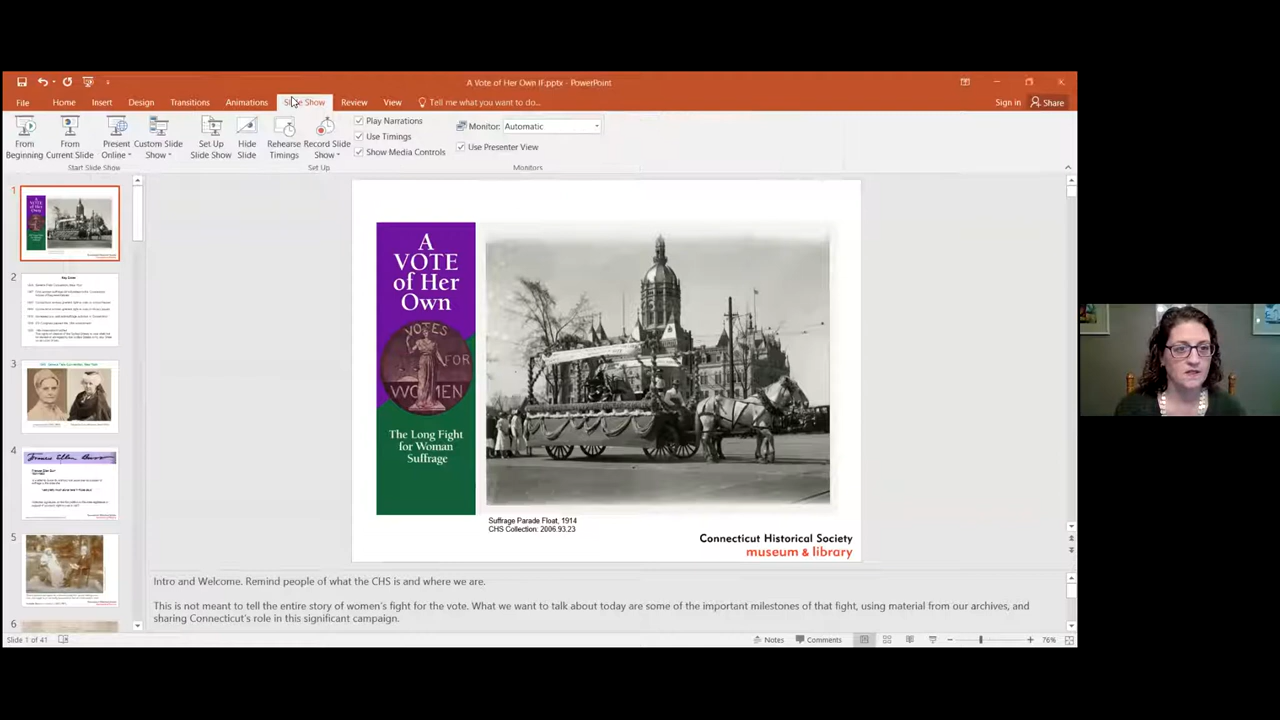 A Vote of Her Own IF.pptx - PowerPoint
File Home Insert Design Transitions Animations Slide Show Review View Tell me what you want to do... Sign in Share
From Beginning
From Current Slide
Present Online
Custom Slide Show
Set Up Slide Show
Hide Slide
Rehearse Timings
Record Slide Show
Play Narrations
Use Timings
Show Media Controls
Monitor: Automatic
Use Presenter View
Start Slide Show
Set Up
Monitors
1
2
3
4
5
6
A
VOTE
of Her
Own
VOTES
FOR
WOMEN
The Long Fight
for Woman
Suffrage
Suffrage Parade Float, 1914
CHS Collection: 2006.93.23
Connecticut Historical Society
museum & library
Intro and Welcome. Remind people of what the CHS is and where we are.
This is not meant to tell the entire story of women's fight for the vote. What we want to talk about today are some of the important milestones of that fight, using material from our archives, and
sharing Connecticut's role in this significant campaign.
Slide 1 of 41
Notes
Comments
76%